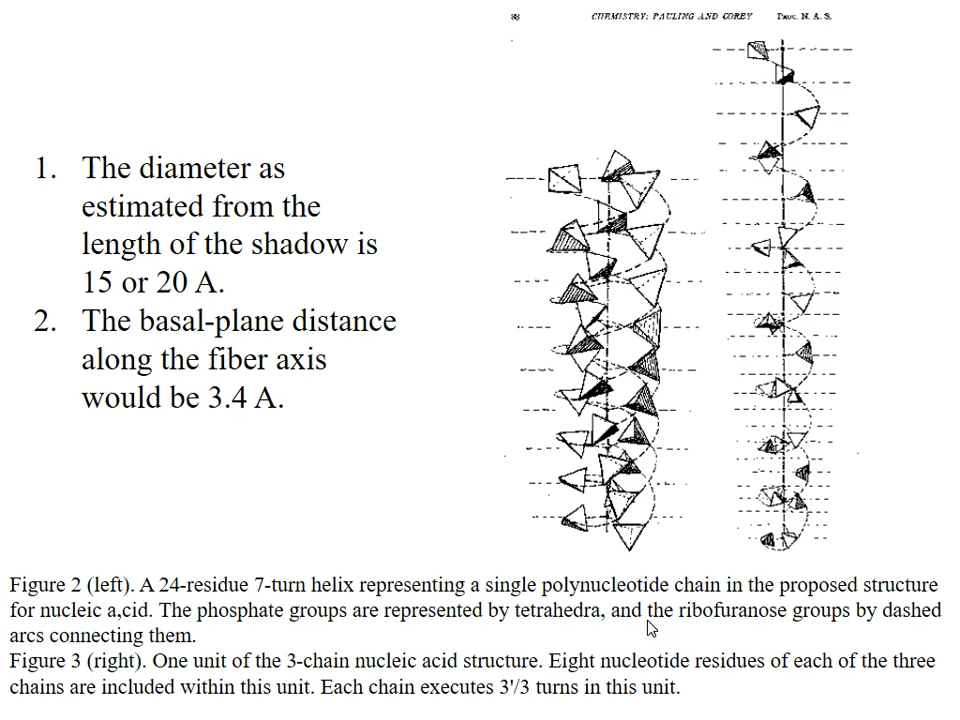 88
CHEMISTRY: PAULING AND COREY
PROC. N. A. S.
1. The diameter as
estimated from the
length of the shadow is
15 or 20 A.
2. The basal-plane distance
along the fiber axis
would be 3.4 A.
Figure 2 (left). A 24-residue 7-turn helix representing a single polynucleotide chain in the proposed structure
for nucleic a,cid. The phosphate groups are represented by tetrahedra, and the ribofuranose groups by dashed
arcs connecting them.
Figure 3 (right). One unit of the 3-chain nucleic acid structure. Eight nucleotide residues of each of the three
chains are included within this unit. Each chain executes 3'/3 turns in this unit.